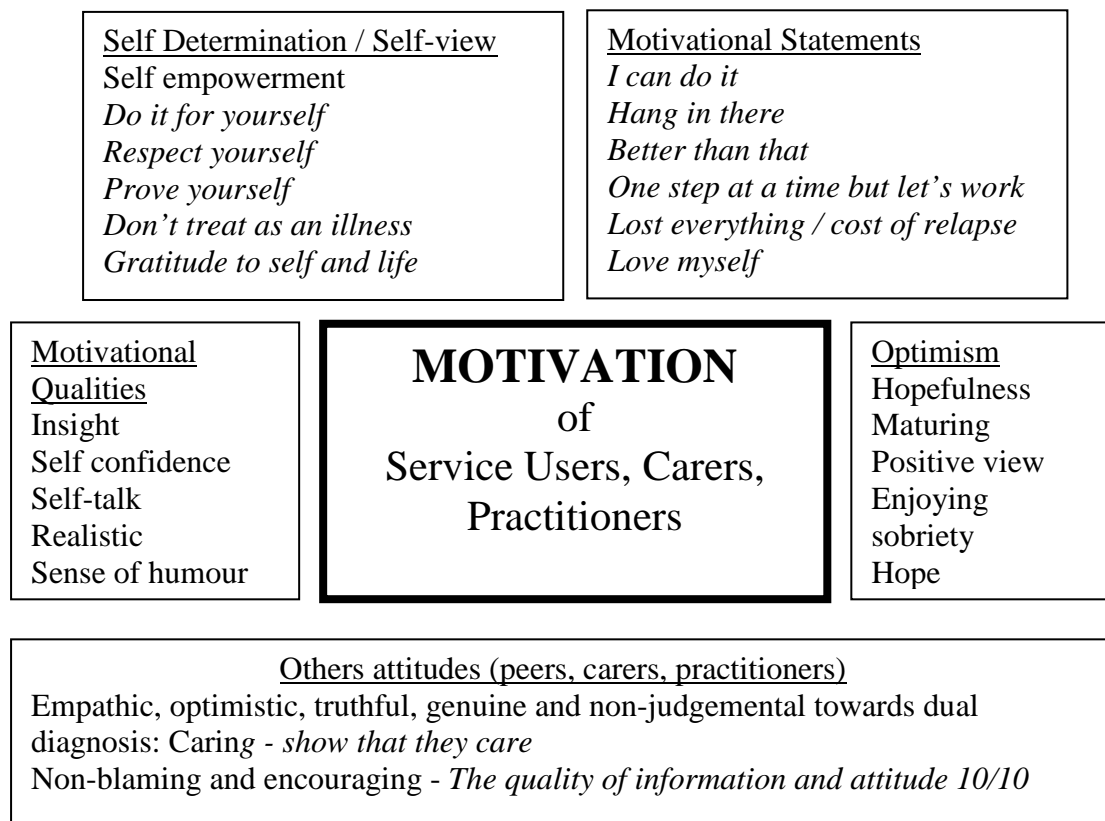 Self Determination / Self-view
Self empowerment
Do it for yourself
Respect yourself
Prove yourself
Don’t treat as an illness
Gratitude to self and life
Motivational Statements
I can do it
Hang in there
Better than that
One step at a time but let’s work
Lost everything / cost of relapse
Love myself
Motivational
Qualities
Insight
Self confidence
Self-talk
Realistic
Sense of humour
MOTIVATION
of
Service Users, Carers,
Practitioners
Optimism
Hopefulness
Maturing
Positive view
Enjoying
sobriety
Hope
Others attitudes (peers, carers, practitioners)
Empathic, optimistic, truthful, genuine and non-judgemental towards dual
diagnosis: Caring - show that they care
Non-blaming and encouraging - The quality of information and attitude 10/10